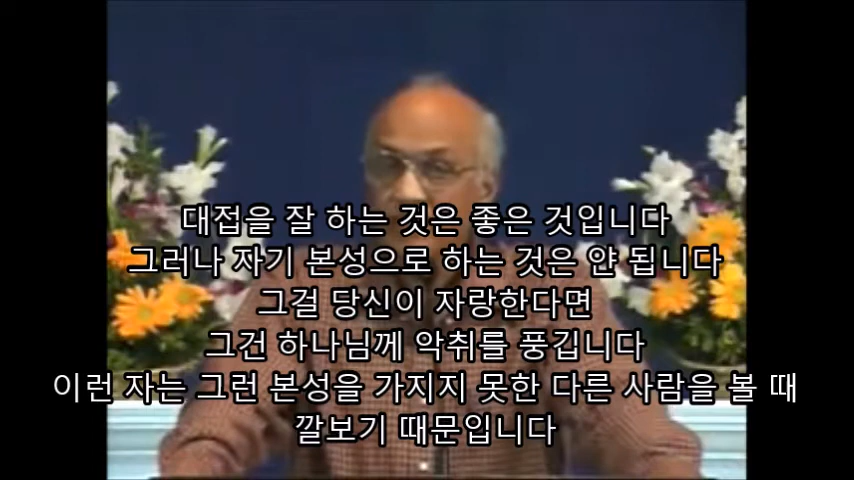 대접을 잘 하는 것은 좋은 것입니다
그러나 자기 본성으로 하는 것은 안 됩니다
그걸 당신이 자랑한다면
그건 하나님께 악취를 풍깁니다
이런 자는 그런 본성을 가지지 못한 다른 사람을 볼 때
깔보기 때문입니다